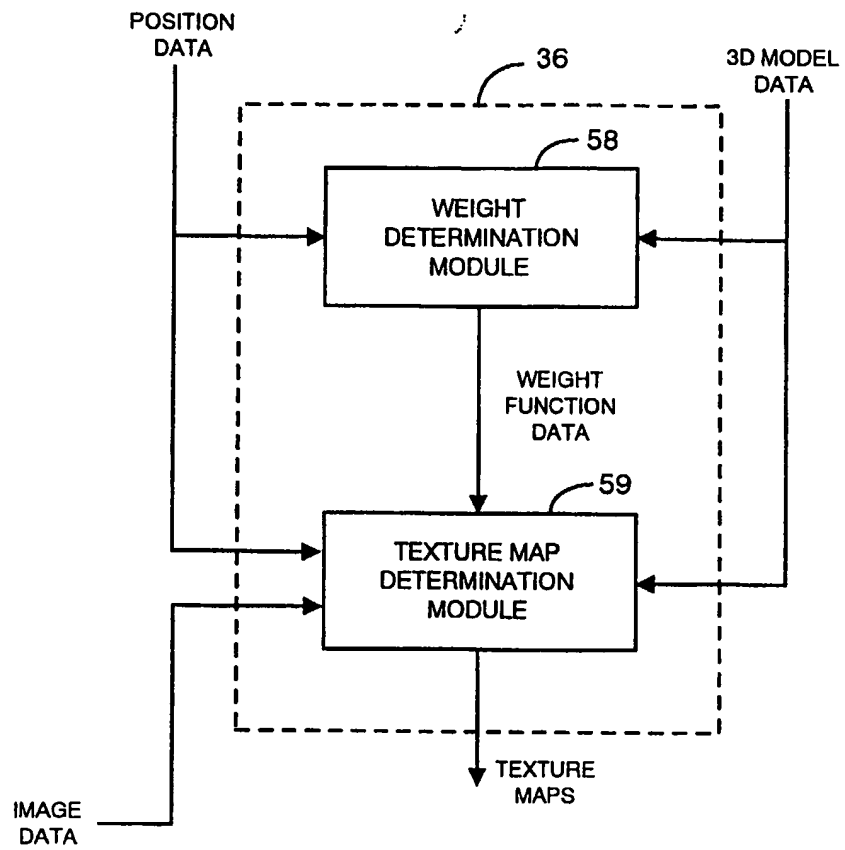 POSITION
DATA
36
3D MODEL
DATA
58
WEIGHT
DETERMINATION
MODULE
WEIGHT
FUNCTION
DATA
59
TEXTURE MAP
DETERMINATION
MODULE
TEXTURE
MAPS
IMAGE
DATA